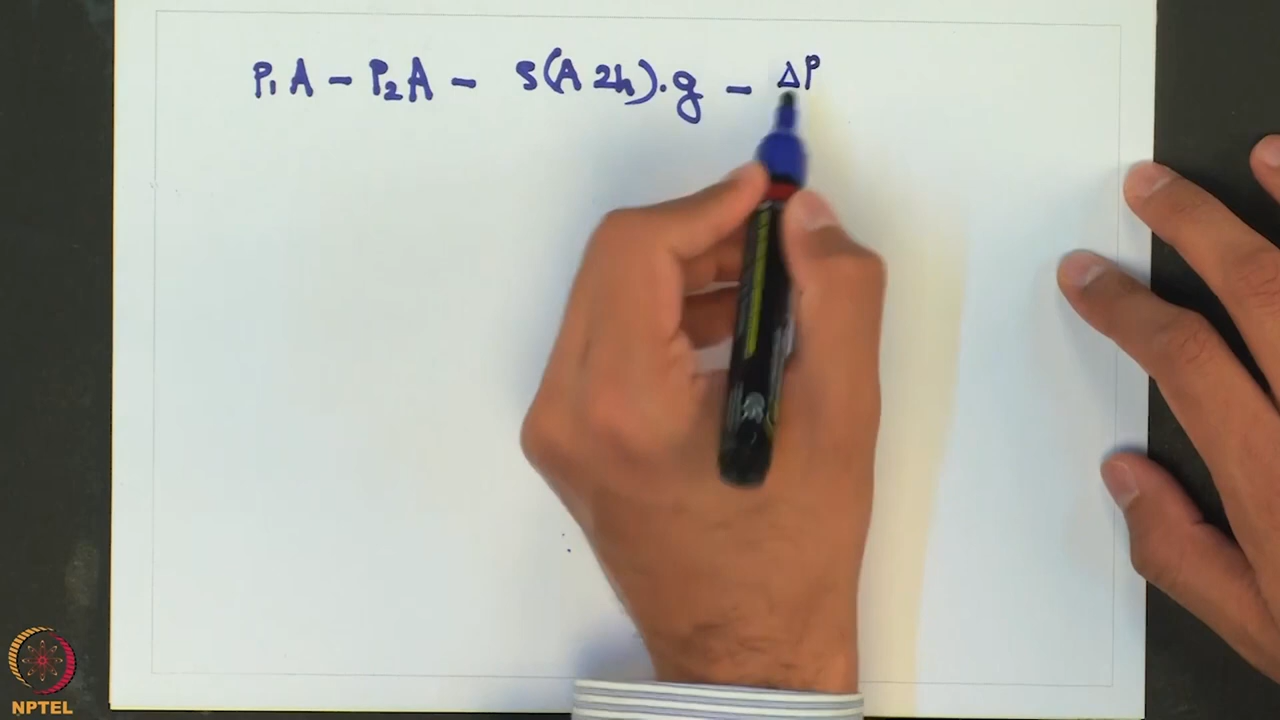 P₁A - P₂A - S(A 2h).g - ΔP
NPTEL